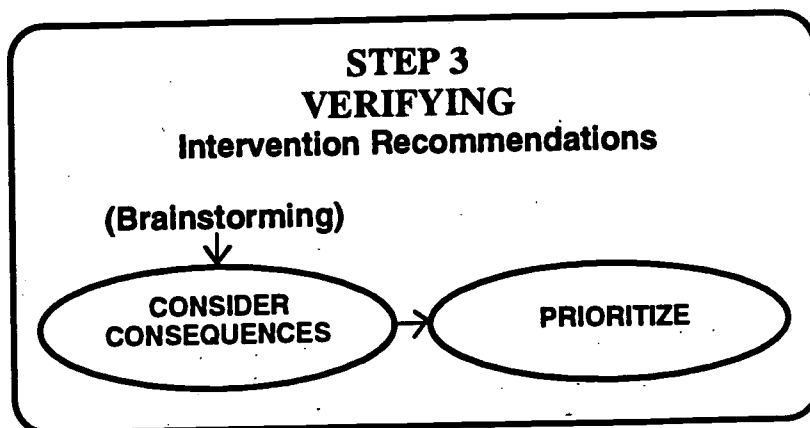 STEP 3
VERIFYING
Intervention Recommendations
(Brainstorming)
CONSIDER
CONSEQUENCES
PRIORITIZE